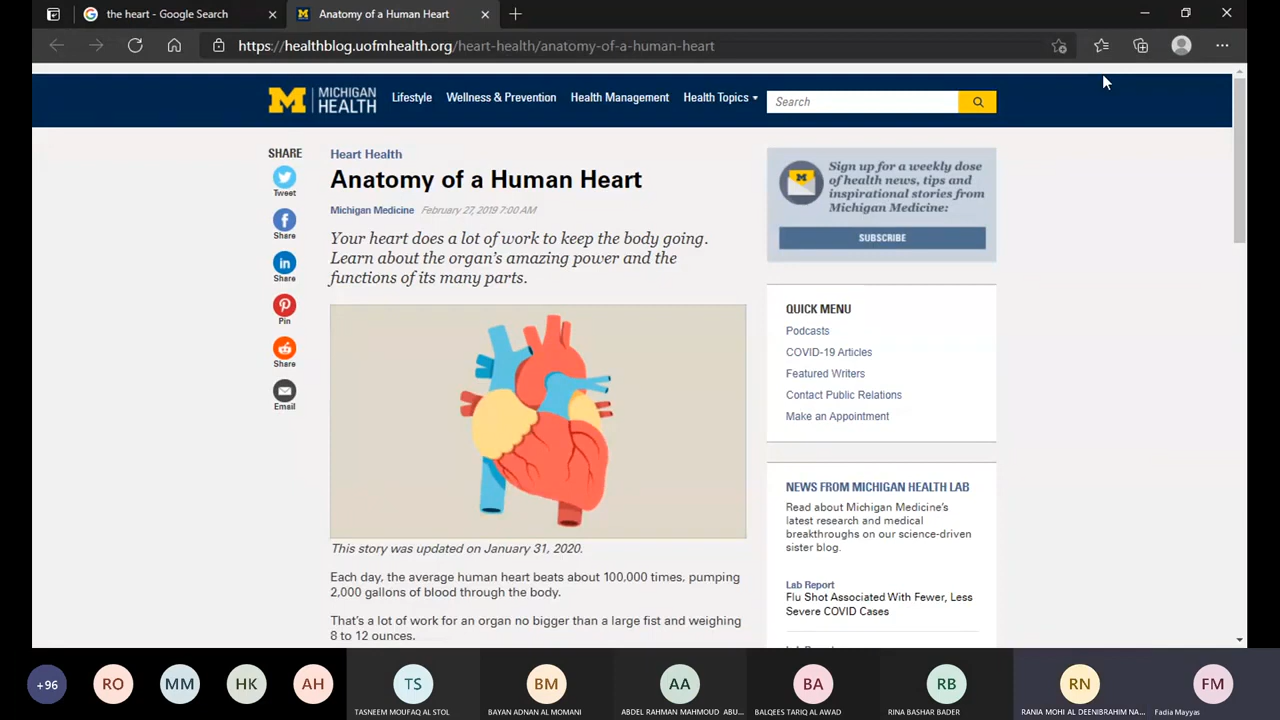 the heart - Google Search
Anatomy of a Human Heart
https://healthblog.uofmhealth.org/heart-health/anatomy-of-a-human-heart
M MICHIGAN
HEALTH
Lifestyle Wellness & Prevention Health Management Health Topics
Search
SHARE
Tweet
Share
Share
Pin
Share
Email
Heart Health
Anatomy of a Human Heart
Michigan Medicine February 27, 2019 7:00 AM
Your heart does a lot of work to keep the body going.
Learn about the organ's amazing power and the
functions of its many parts.
This story was updated on January 31, 2020.
Each day, the average human heart beats about 100,000 times, pumping
2,000 gallons of blood through the body.
That's a lot of work for an organ no bigger than a large fist and weighing
8 to 12 ounces.
M
Sign up for a weekly dose
of health news, tips and
inspirational stories from
Michigan Medicine:
SUBSCRIBE
QUICK MENU
Podcasts
COVID-19 Articles
Featured Writers
Contact Public Relations
Make an Appointment
NEWS FROM MICHIGAN HEALTH LAB
Read about Michigan Medicine's
latest research and medical
breakthroughs on our science-driven
sister blog.
Lab Report
Flu Shot Associated With Fewer, Less
Severe COVID Cases
+96 RO MM HK AH TS BM AA BA RB RN FM
TASNEEM MOUFAQ AL STOL
BAYAN ADNAN AL MOMANI
ABDEL RAHMAN MAHMOUD ABU...
BALQEES TARIQ AL AWAD
RINA BASHAR BADER
RANIA MOHI AL DEENIBRAHIM NA...
Fadia Mayyas